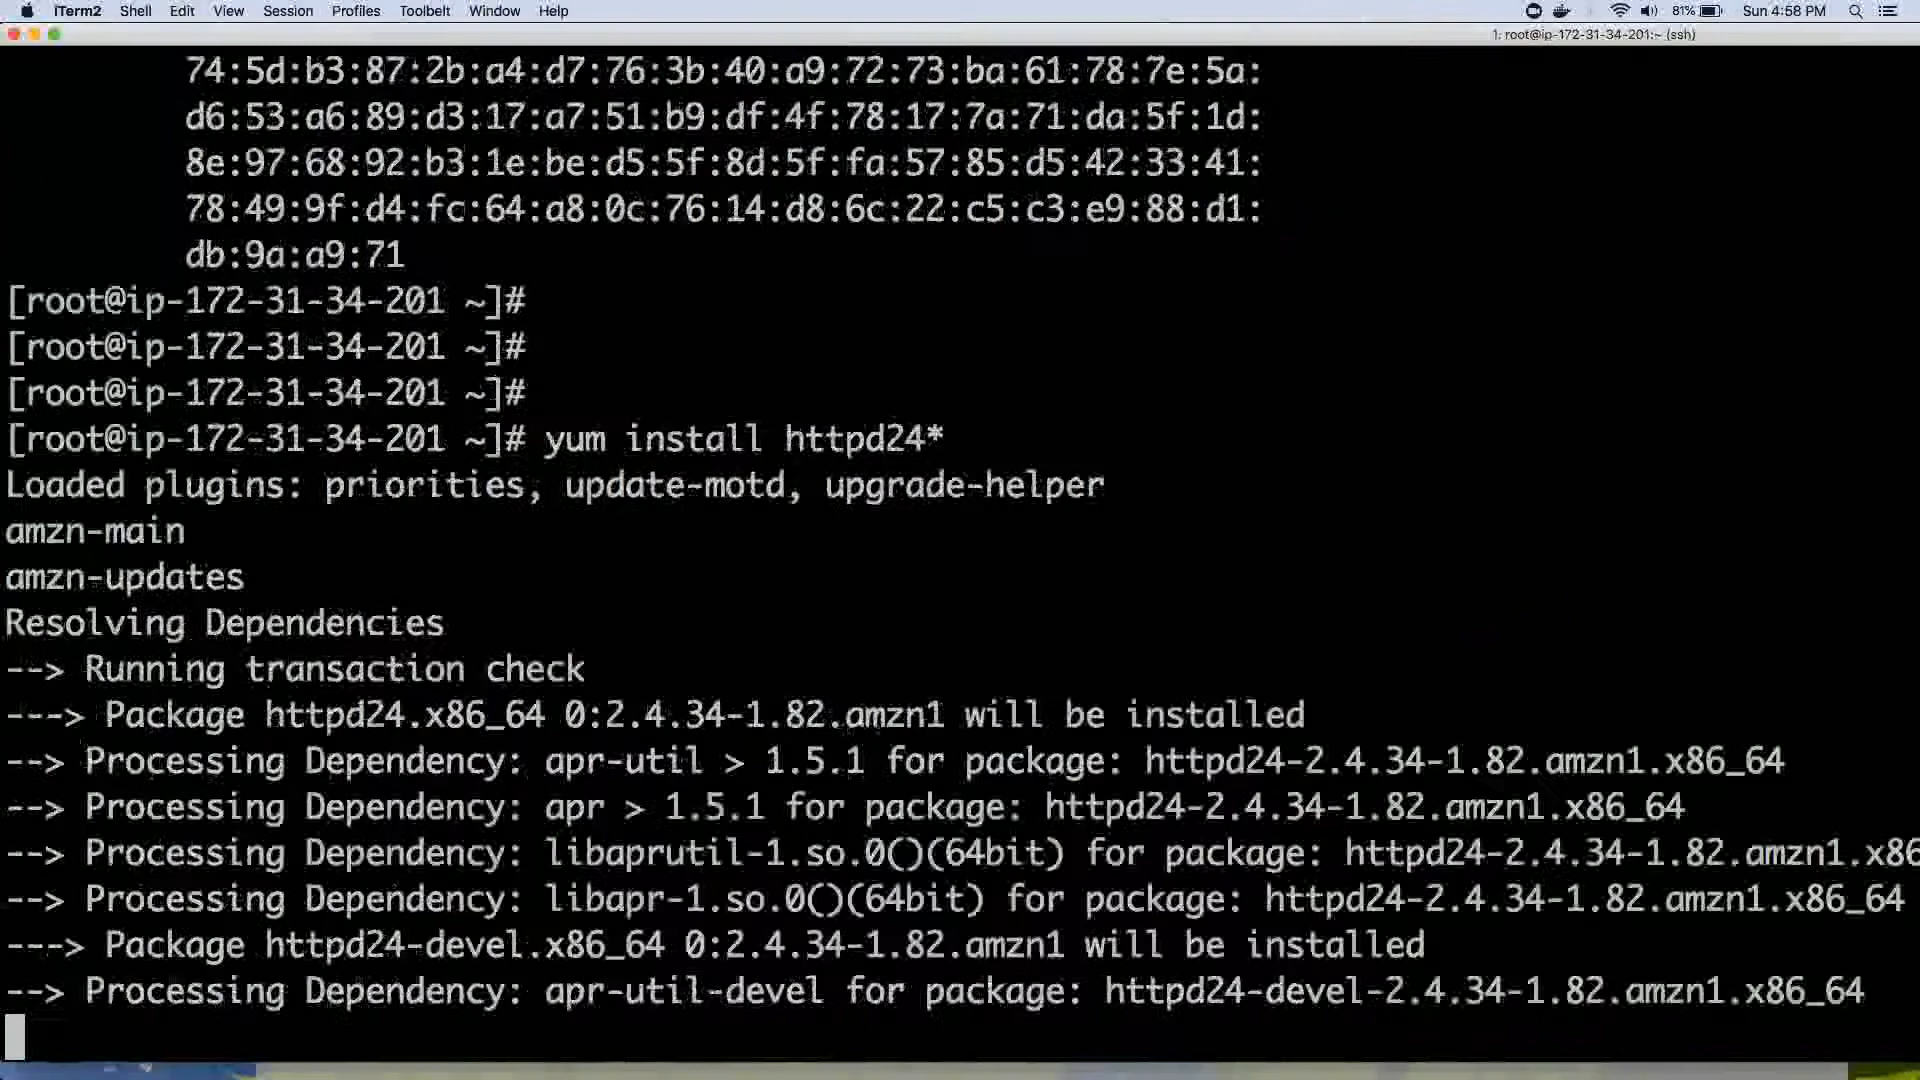 iTerm2 Shell Edit View Session Profiles Toolbelt Window Help 81% Sun 4:58 PM
1: root@ip-172-31-34-201:~ (ssh)
74:5d:b3:87:2b:a4:d7:76:3b:40:a9:72:73:ba:61:78:7e:5a:
d6:53:a6:89:d3:17:a7:51:b9:df:4f:78:17:7a:71:da:5f:1d:
8e:97:68:92:b3:1e:be:d5:5f:8d:5f:fa:57:85:d5:42:33:41:
78:49:9f:d4:fc:64:a8:0c:76:14:d8:6c:22:c5:c3:e9:88:d1:
db:9a:a9:71
[root@ip-172-31-34-201 ~]#
[root@ip-172-31-34-201 ~]#
[root@ip-172-31-34-201 ~]#
[root@ip-172-31-34-201 ~]# yum install httpd24*
Loaded plugins: priorities, update-motd, upgrade-helper
amzn-main
amzn-updates
Resolving Dependencies
--> Running transaction check
---> Package httpd24.x86_64 0:2.4.34-1.82.amzn1 will be installed
--> Processing Dependency: apr-util > 1.5.1 for package: httpd24-2.4.34-1.82.amzn1.x86_64
--> Processing Dependency: apr > 1.5.1 for package: httpd24-2.4.34-1.82.amzn1.x86_64
--> Processing Dependency: libaprutil-1.so.0()(64bit) for package: httpd24-2.4.34-1.82.amzn1.x86
--> Processing Dependency: libapr-1.so.0()(64bit) for package: httpd24-2.4.34-1.82.amzn1.x86_64
---> Package httpd24-devel.x86_64 0:2.4.34-1.82.amzn1 will be installed
--> Processing Dependency: apr-util-devel for package: httpd24-devel-2.4.34-1.82.amzn1.x86_64